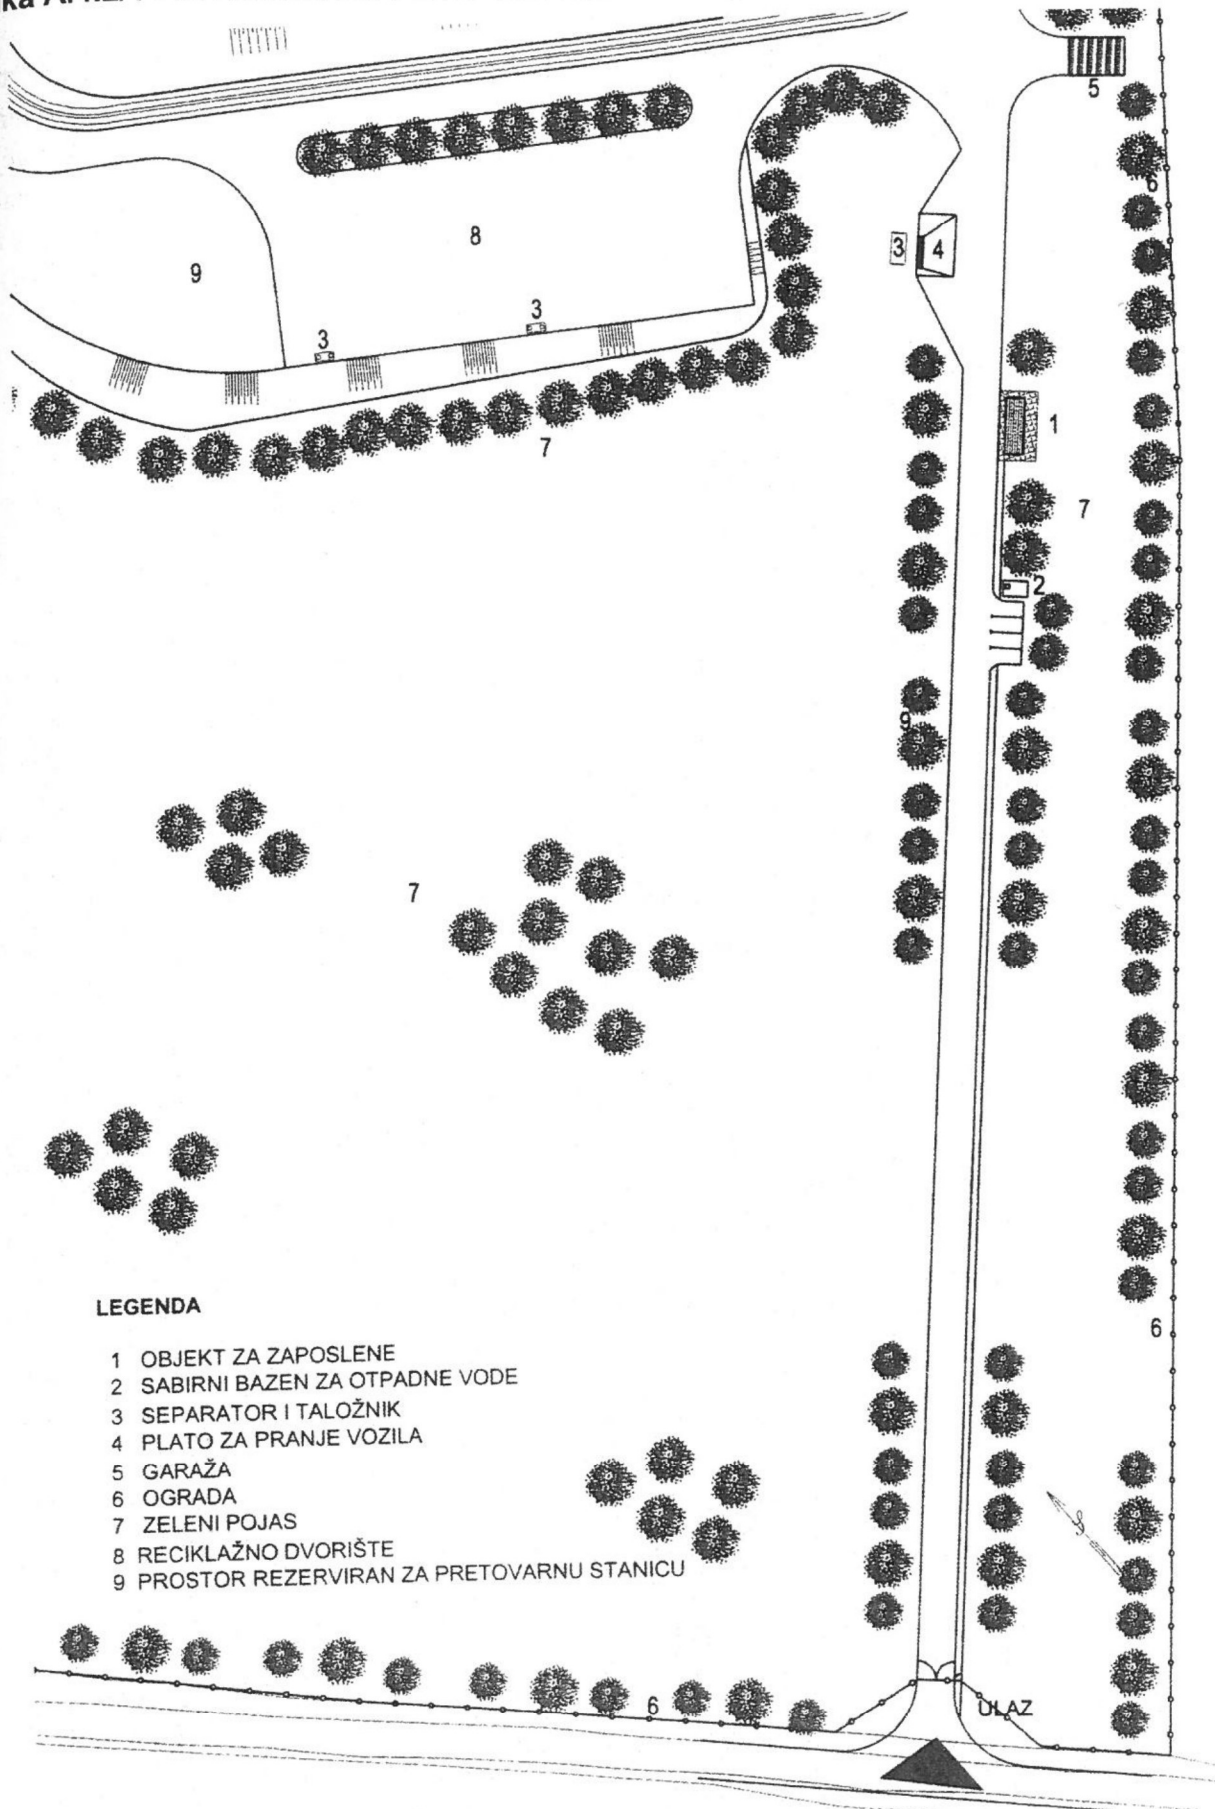 5
6
8
3
4
9
3
3
1
7
7
2
9
7
LEGENDA
1 OBJEKT ZA ZAPOSLENE
2 SABIRNI BAZEN ZA OTPADNE VODE
3 SEPARATOR I TALOŽNIK
4 PLATO ZA PRANJE VOZILA
5 GARAŽA
6 OGRADA
7 ZELENI POJAS
8 RECIKLAŽNO DVORIŠTE
9 PROSTOR REZERVIRAN ZA PRETOVARNU STANICU
6
6
ULAZ